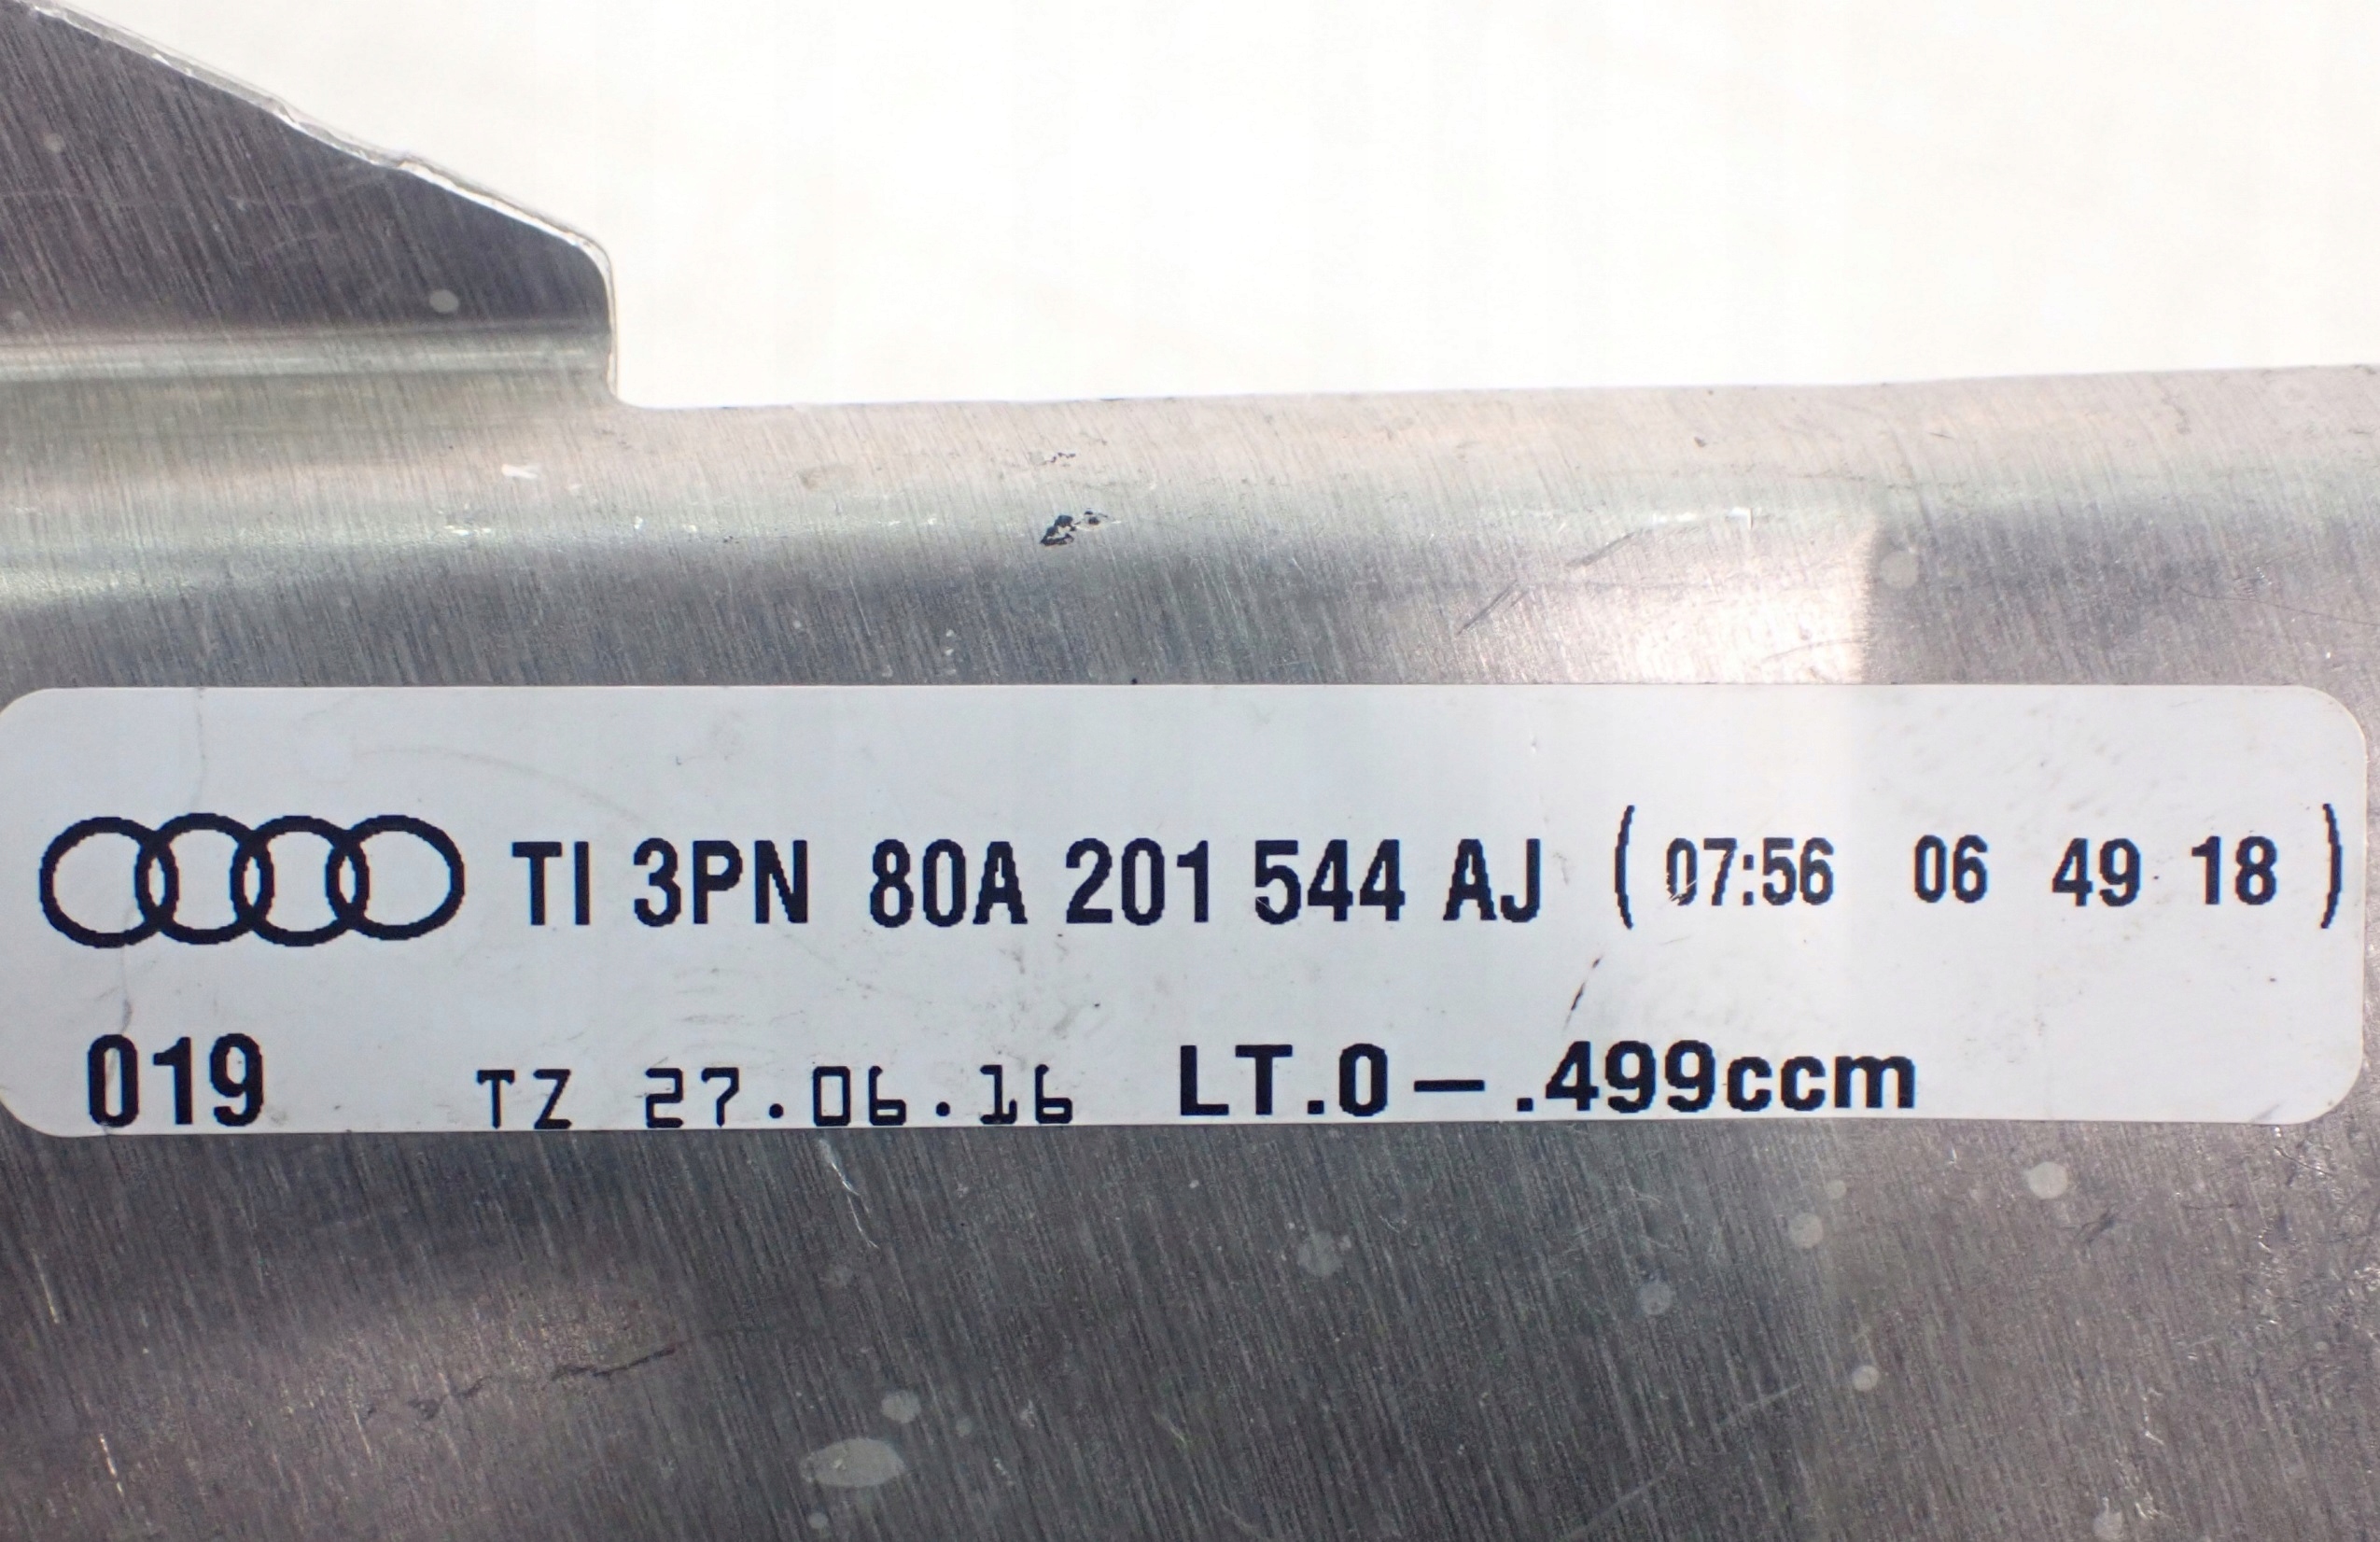 TI 3PN 80A 201 544 AJ ( 07:56 06 49 18 )
019 TZ 27.06.16 LT.0 – .499ccm